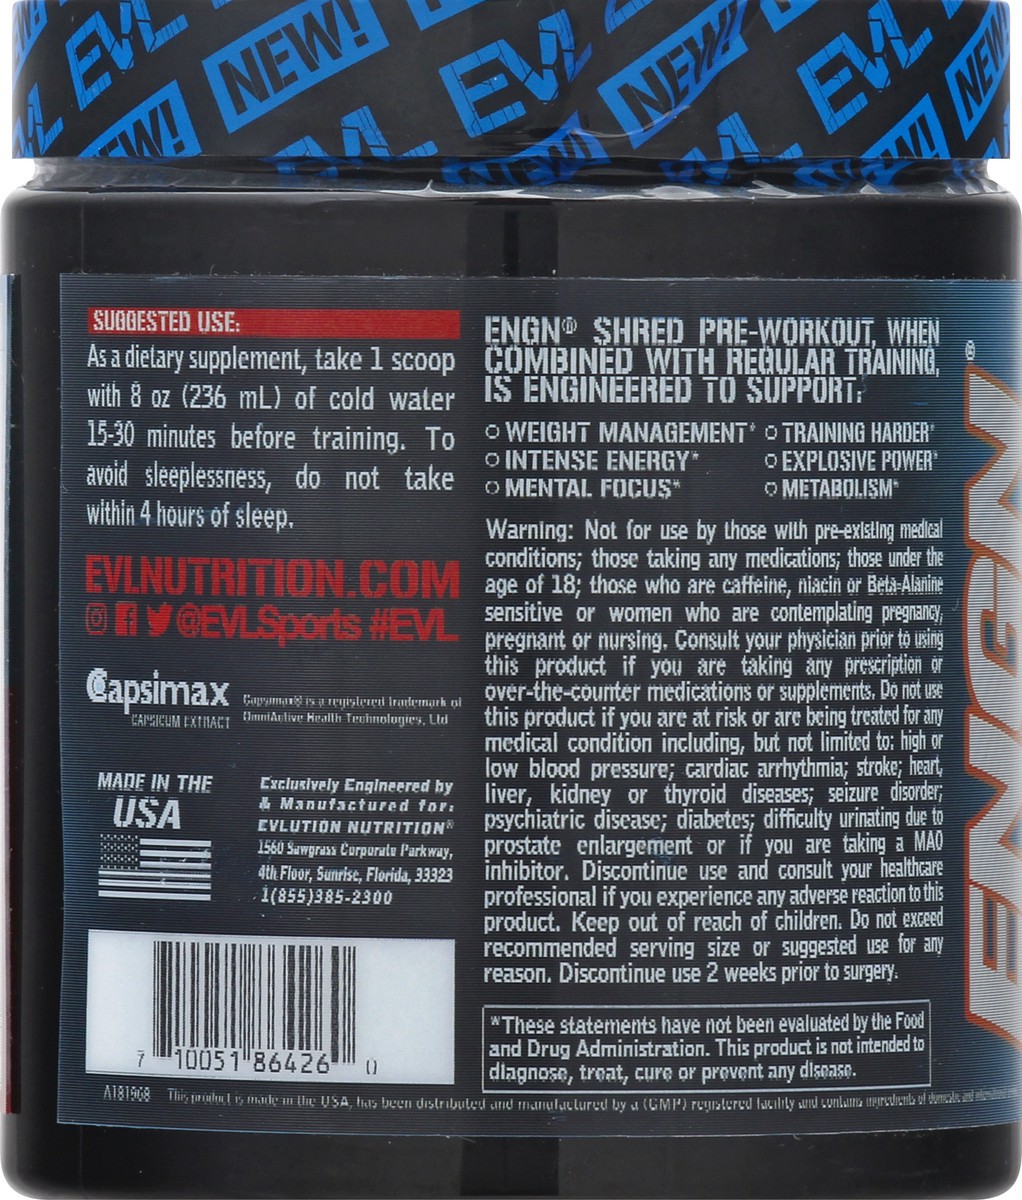 EVL NEW! EVL NEW! EVL
NEW! EVL NEW! EVL NEW!
SUGGESTED USE:
As a dietary supplement, take 1 scoop
with 8 oz (236 mL) of cold water
15-30 minutes before training. To
avoid sleeplessness, do not take
within 4 hours of sleep.
EVLNUTRITION.COM
@EVLSports #EVL
Capsimax
CAPSICUM EXTRACT
Capsimax® is a registered trademark of
OmniActive Health Technologies, Ltd
MADE IN THE
USA
Exclusively Engineered by
& Manufactured for:
EVLUTION NUTRITION®
1560 Sawgrass Corporate Parkway,
4th Floor, Sunrise, Florida, 33323
1(855)385-2300
7 10051 86426 0
A181968
ENGN® SHRED PRE-WORKOUT, WHEN
COMBINED WITH REGULAR TRAINING,
IS ENGINEERED TO SUPPORT:
WEIGHT MANAGEMENT* TRAINING HARDER*
INTENSE ENERGY* EXPLOSIVE POWER*
MENTAL FOCUS* METABOLISM*
Warning: Not for use by those with pre-existing medical
conditions; those taking any medications; those under the
age of 18; those who are caffeine, niacin or Beta-Alanine
sensitive or women who are contemplating pregnancy,
pregnant or nursing. Consult your physician prior to using
this product if you are taking any prescription or
over-the-counter medications or supplements. Do not use
this product if you are at risk or are being treated for any
medical condition including, but not limited to: high or
low blood pressure; cardiac arrhythmia; stroke; heart,
liver, kidney or thyroid diseases; seizure disorder;
psychiatric disease; diabetes; difficulty urinating due to
prostate enlargement or if you are taking a MAO
inhibitor. Discontinue use and consult your healthcare
professional if you experience any adverse reaction to this
product. Keep out of reach of children. Do not exceed
recommended serving size or suggested use for any
reason. Discontinue use 2 weeks prior to surgery.
*These statements have not been evaluated by the Food
and Drug Administration. This product is not intended to
diagnose, treat, cure or prevent any disease.
This product is made in the USA, has been distributed and manufactured by a (GMP) registered facility and contains ingredients of domestic and international
ENGN®